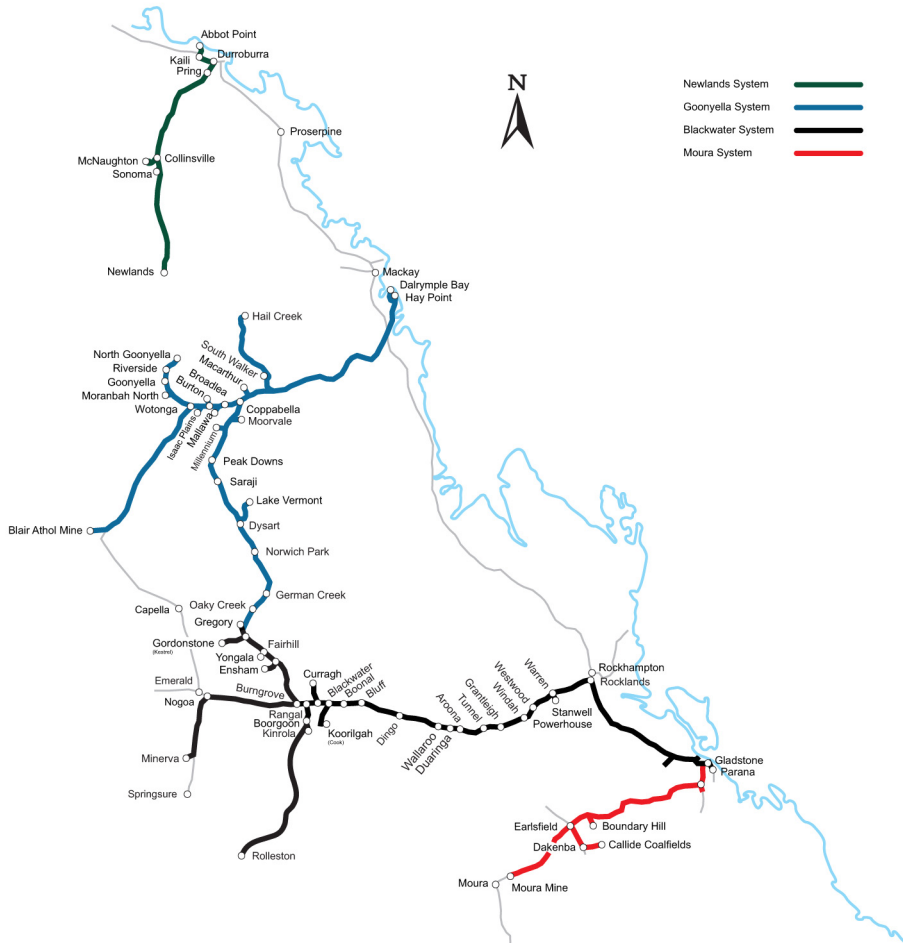 Abbot Point
Kaili
Durroburra
Pring
N
Newlands System
Goonyella System
Blackwater System
Moura System
Proserpine
McNaughton
Collinsville
Sonoma
Newlands
Mackay
Dalrymple Bay
Hay Point
Hail Creek
North Goonyella
Riverside
Goonyella
Moranbah North
Wotonga
South Walker
Macarthur
Broadlea
Burton
Coppabella
Moorvale
Isaac Plains
Mallawa
Millennium
Peak Downs
Saraji
Lake Vermont
Dysart
Blair Athol Mine
Norwich Park
German Creek
Oaky Creek
Capella
Gregory
Gordonstone
(Kestrel)
Fairhill
Yongala
Ensham
Emerald
Nogoa
Burngrove
Curragh
Blackwater
Boonal
Bluff
Rangal
Boorgoon
Kinrola
Koorilgah
(Cook)
Dingo
Wallaroo
Duaringa
Aroona
Tunnel
Grantleigh
Windah
Westwood
Warren
Stanwell
Powerhouse
Rockhampton
Rocklands
Minerva
Springsure
Rolleston
Gladstone
Parana
Earlsfield
Boundary Hill
Dakenba
Callide Coalfields
Moura
Moura Mine